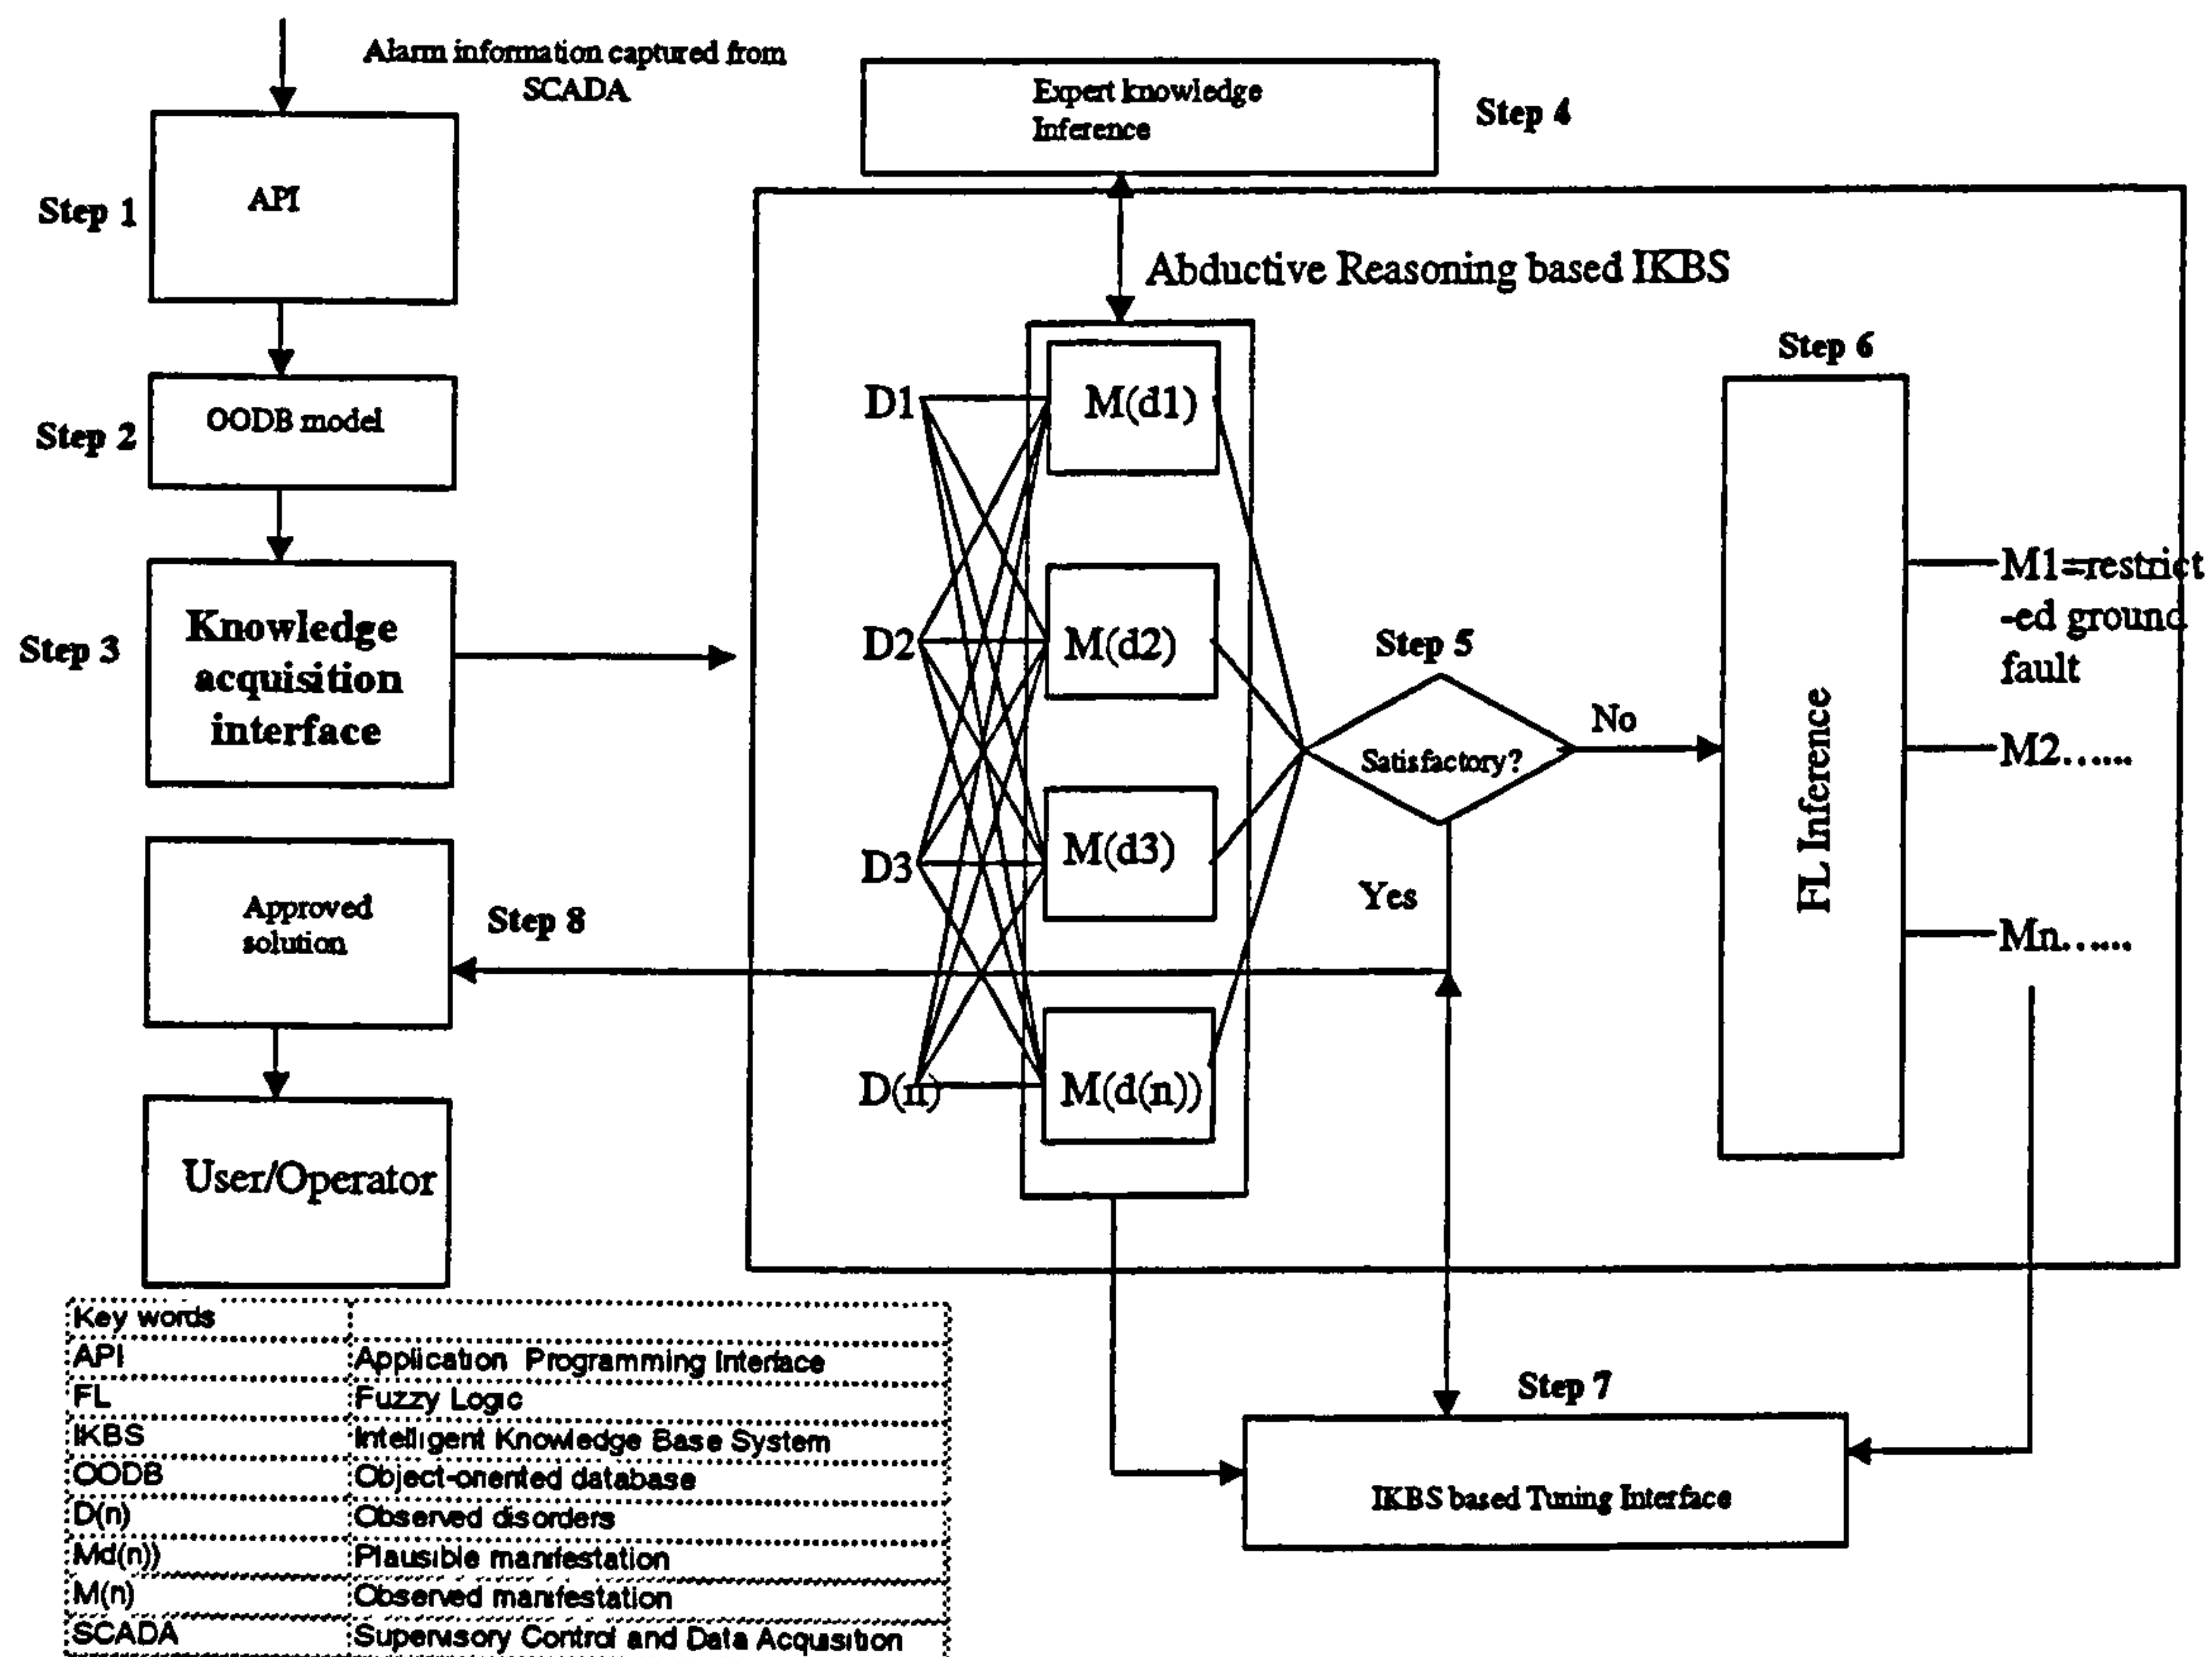 Alarm information captured from
SCADA
Expert knowledge
Inference
Step 4
Step 1
API
Abductive Reasoning based IKBS
Step 2
OODB model
Step 3
Knowledge
acquisition
interface
D1
D2
D3
D(n)
M(d1)
M(d2)
M(d3)
M(d(n))
Step 5
Satisfactory?
No
Yes
Step 6
FL Inference
M1=restrict
-ed ground
fault
M2......
Mn......
Approved
solution
Step 8
User/Operator
Step 7
IKBS based Tuning Interface
Key words
API Application Programming Interface
FL Fuzzy Logic
IKBS Intelligent Knowledge Base System
OODB Object-oriented database
D(n) Observed disorders
Md(n)) Plausible manifestation
M(n) Observed manifestation
SCADA Supervisory Control and Data Acquisition